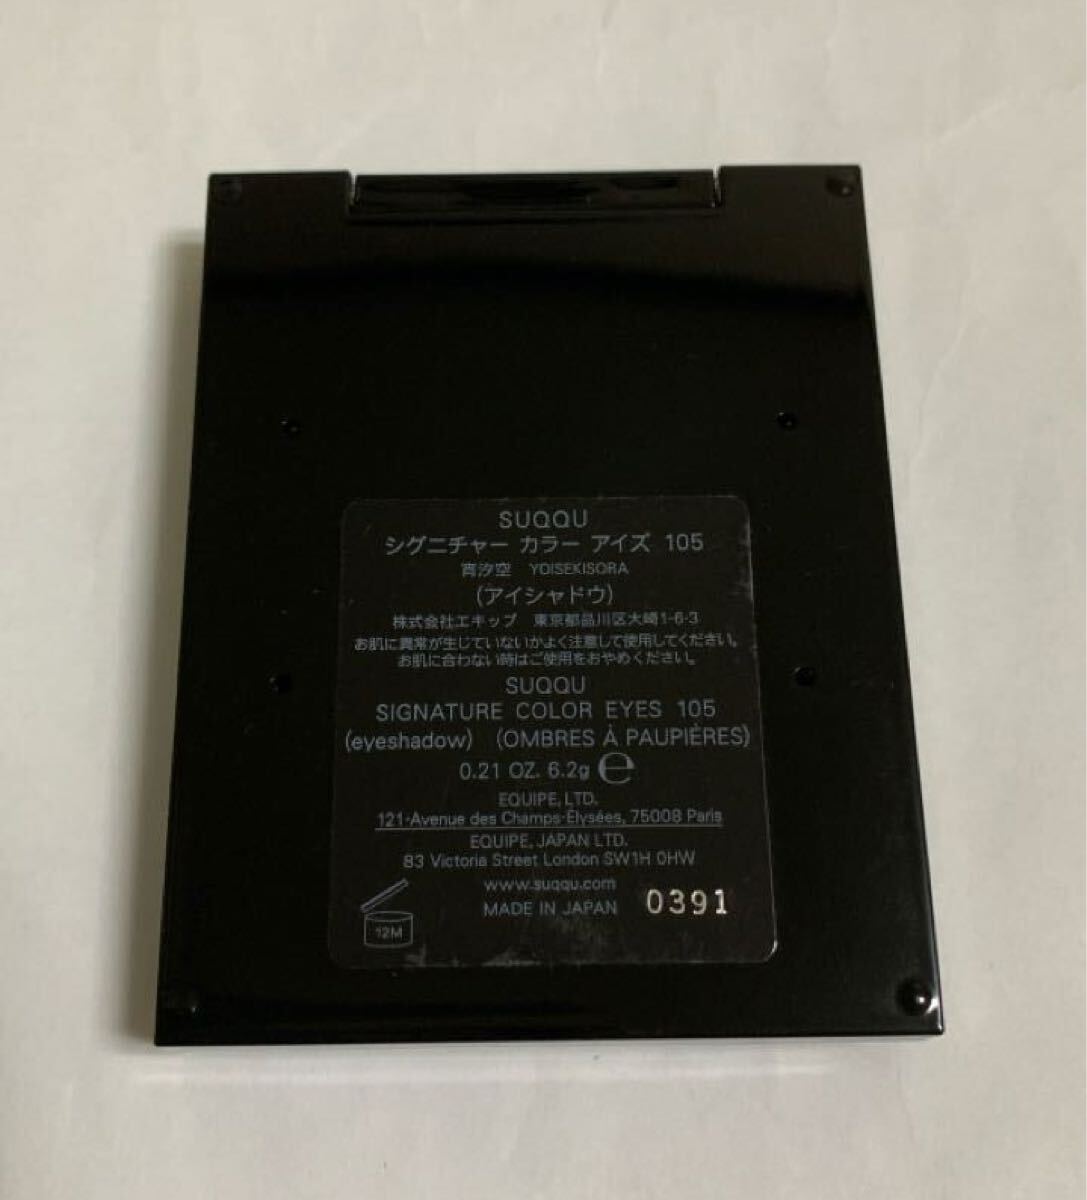 SUQQU
シグニチャー カラー アイズ 105
宵汐空 YOISEKISORA
(アイシャドウ)
株式会社エキップ 東京都品川区大崎1-6-3
お肌に異常が生じていないかよく注意して使用してください。
お肌に合わない時はご使用をおやめください。
SUQQU
SIGNATURE COLOR EYES 105
(eyeshadow) (OMBRES À PAUPIÈRES)
0.21 OZ. 6.2g ℮
EQUIPE, LTD.
121-Avenue des Champs-Élysées, 75008 Paris
EQUIPE, JAPAN LTD.
83 Victoria Street London SW1H 0HW
www.suqqu.com
MADE IN JAPAN 0391
12M